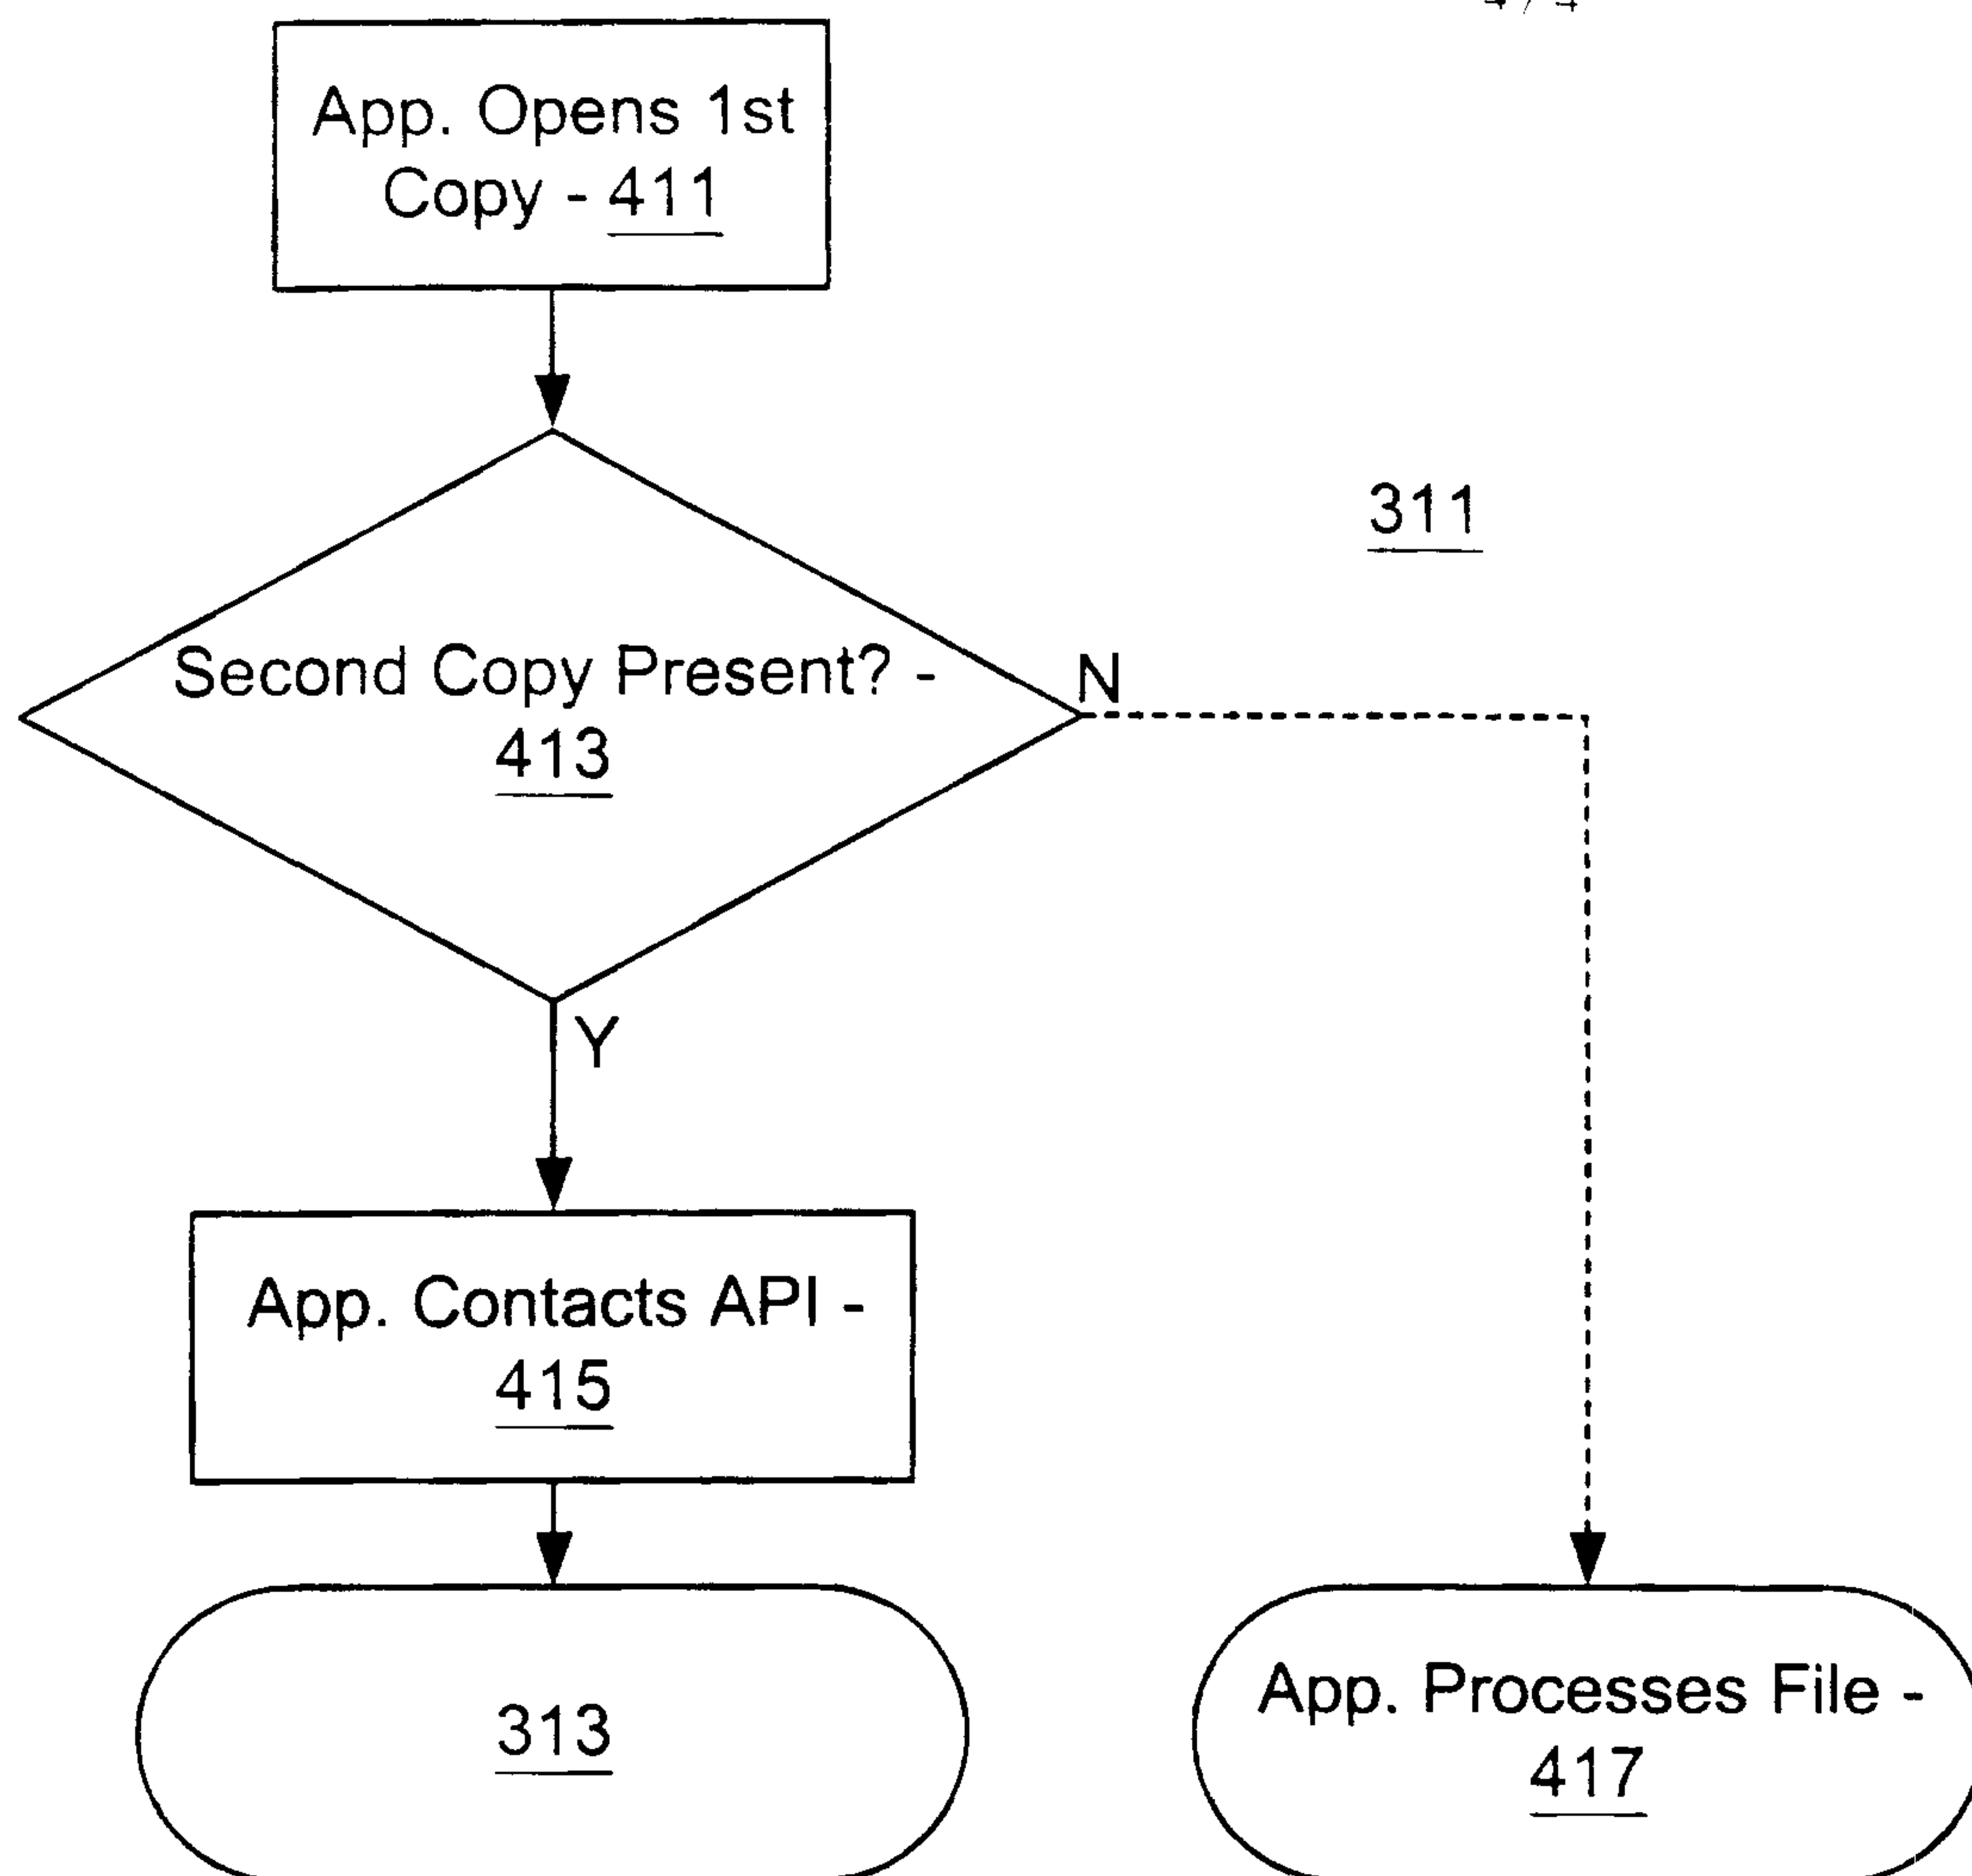 App. Opens 1st
Copy - 411
311
Second Copy Present? -
413
N
Y
App. Contacts API -
415
313
App. Processes File -
417